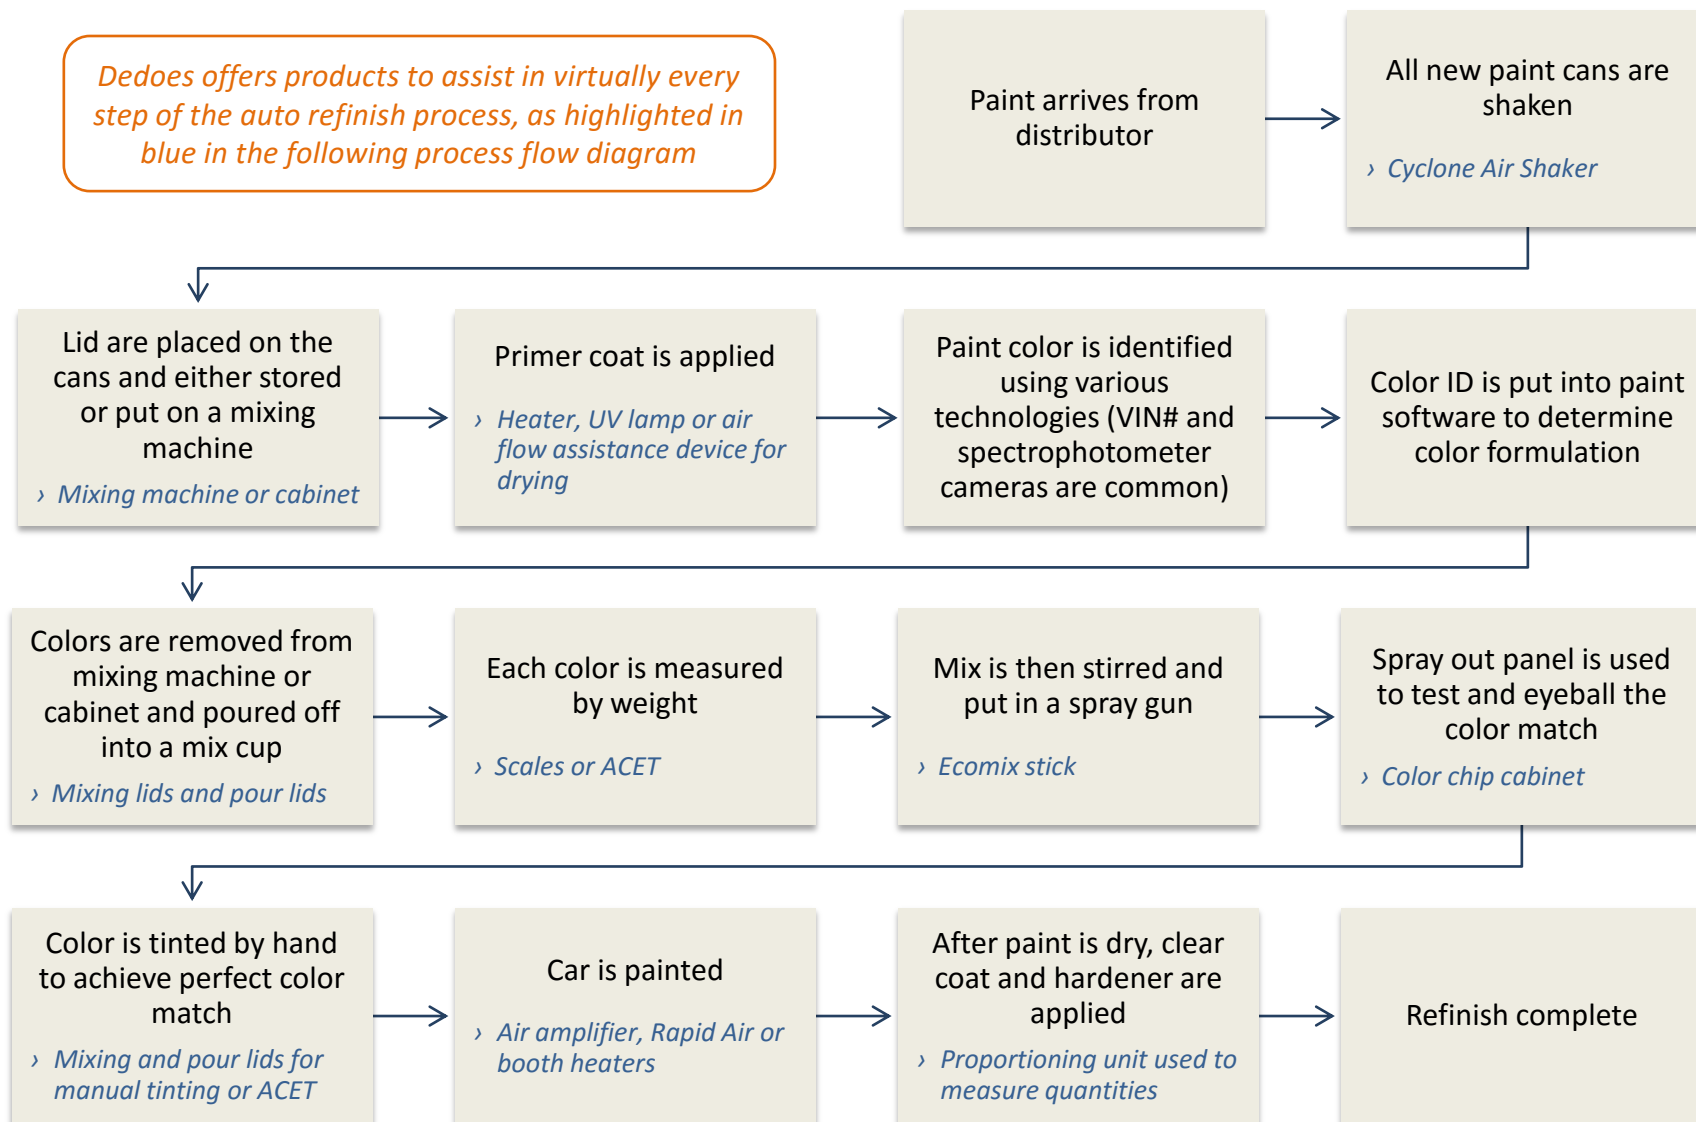 Dedoes offers products to assist in virtually every
step of the auto refinish process, as highlighted in
blue in the following process flow diagram
Paint arrives from
distributor
All new paint cans are
shaken
› Cyclone Air Shaker
Lid are placed on the
cans and either stored
or put on a mixing
machine
› Mixing machine or cabinet
Primer coat is applied
› Heater, UV lamp or air
flow assistance device for
drying
Paint color is identified
using various
technologies (VIN# and
spectrophotometer
cameras are common)
Color ID is put into paint
software to determine
color formulation
Colors are removed from
mixing machine or
cabinet and poured off
into a mix cup
› Mixing lids and pour lids
Each color is measured
by weight
› Scales or ACET
Mix is then stirred and
put in a spray gun
› Ecomix stick
Spray out panel is used
to test and eyeball the
color match
› Color chip cabinet
Color is tinted by hand
to achieve perfect color
match
› Mixing and pour lids for
manual tinting or ACET
Car is painted
› Air amplifier, Rapid Air or
booth heaters
After paint is dry, clear
coat and hardener are
applied
› Proportioning unit used to
measure quantities
Refinish complete